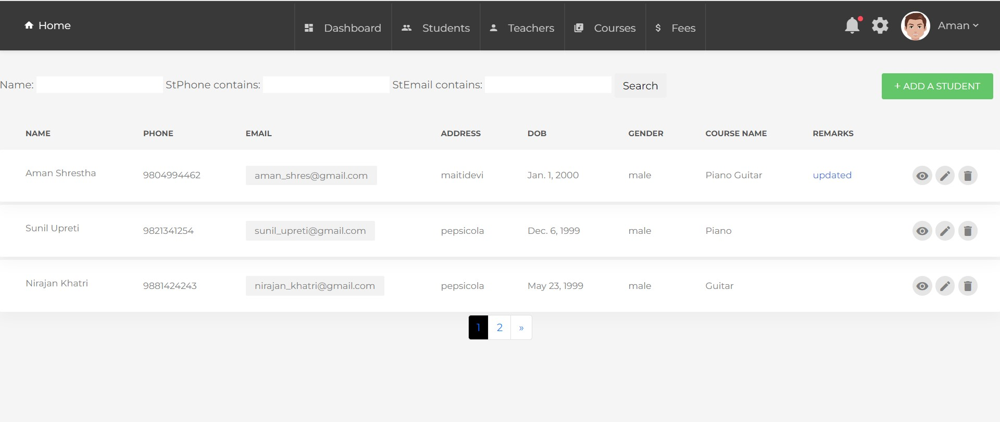 Home Dashboard Students Teachers Courses $ Fees Aman
Name: StPhone contains: StEmail contains: Search + ADD A STUDENT
NAME PHONE EMAIL ADDRESS DOB GENDER COURSE NAME REMARKS
Aman Shrestha 9804994462 aman_shres@gmail.com maitidevi Jan. 1, 2000 male Piano Guitar updated
Sunil Upreti 9821341254 sunil_upreti@gmail.com pepsicola Dec. 6, 1999 male Piano
Nirajan Khatri 9881424243 nirajan_khatri@gmail.com pepsicola May 23, 1999 male Guitar
1 2 »